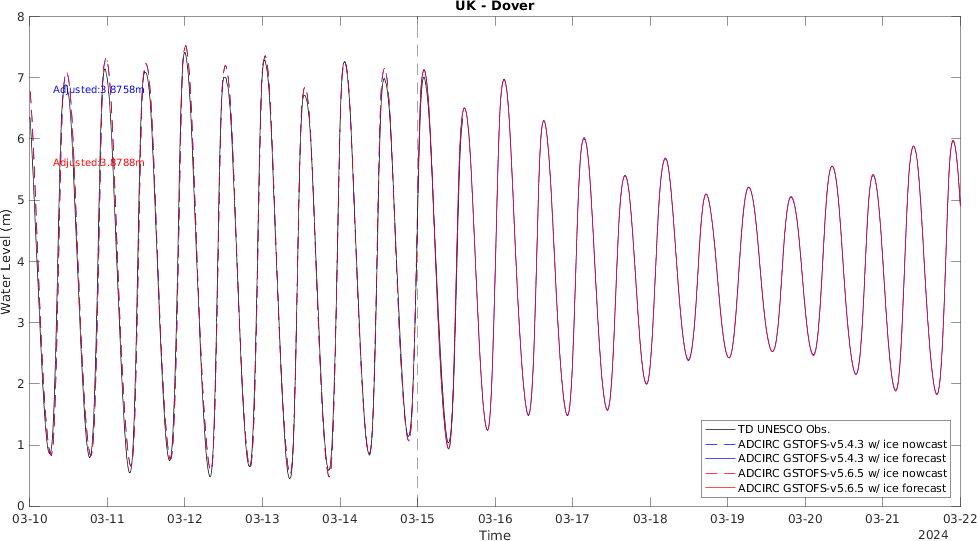 UK - Dover
8
7
6
5
4
3
2
1
0
Water Level (m)
Adjusted:3.8758m
Adjusted:3.8788m
TD UNESCO Obs.
ADCIRC GSTOFS-v5.4.3 w/ ice nowcast
ADCIRC GSTOFS-v5.4.3 w/ ice forecast
ADCIRC GSTOFS-v5.6.5 w/ ice nowcast
ADCIRC GSTOFS-v5.6.5 w/ ice forecast
03-10 03-11 03-12 03-13 03-14 03-15 03-16 03-17 03-18 03-19 03-20 03-21 03-22
Time
2024